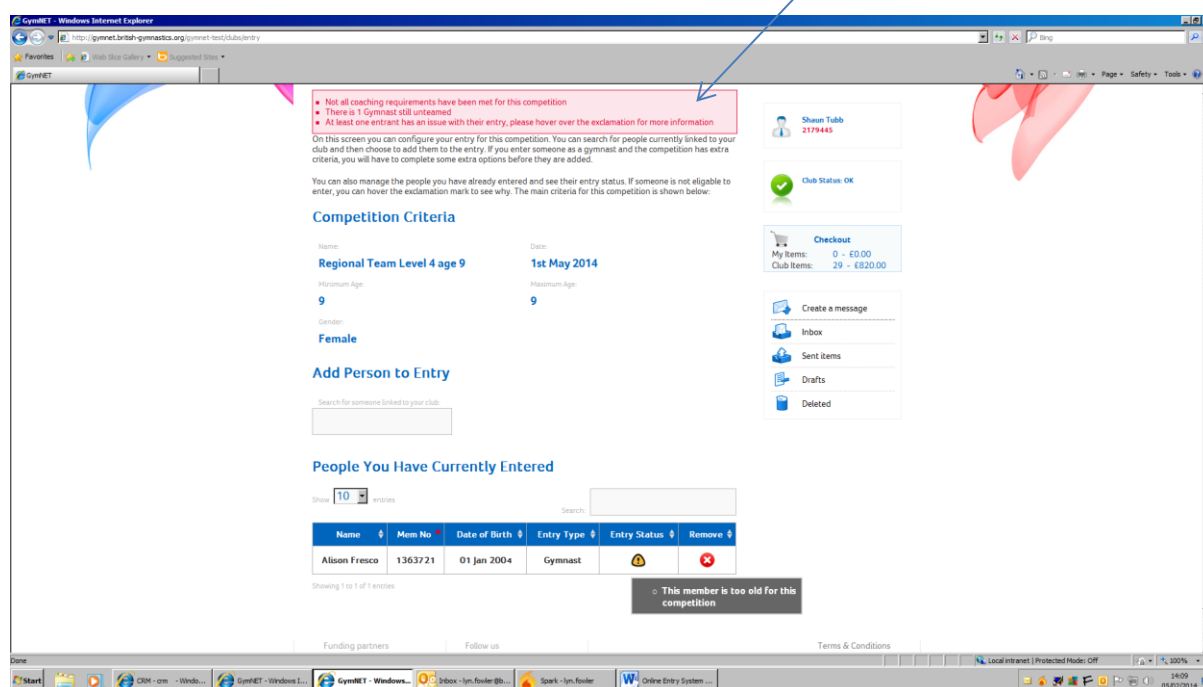 GymNET - Windows Internet Explorer
http://gymnet.british-gymnastics.org/gymnet-test/clubs/entry
Bing
Favorites Web Slice Gallery Suggested Sites
GymNET
Page Safety Tools
Not all coaching requirements have been met for this competition
There is 1 Gymnast still unteamed
At least one entrant has an issue with their entry, please hover over the exclamation for more information
On this screen you can configure your entry for this competition. You can search for people currently linked to your
club and then choose to add them to the entry. If you enter someone as a gymnast and the competition has extra
criteria, you will have to complete some extra options before they are added.
You can also manage the people you have already entered and see their entry status. If someone is not eligable to
enter, you can hover the exclamation mark to see why. The main criteria for this competition is shown below:
Shaun Tubb
2179445
Club Status: OK
Checkout
My Items: 0 - £0.00
Club Items: 29 - £820.00
Create a message
Inbox
Sent items
Drafts
Deleted
Competition Criteria
Name: Date:
Regional Team Level 4 age 9 1st May 2014
Minimum Age: Maximum Age:
9 9
Gender:
Female
Add Person to Entry
Search for someone linked to your club:
People You Have Currently Entered
Show 10 entries
Search:
Name Mem No Date of Birth Entry Type Entry Status Remove
Alison Fresco 1363721 01 Jan 2004 Gymnast
Showing 1 to 1 of 1 entries
This member is too old for this
competition
Funding partners Follow us Terms & Conditions
Done Local intranet | Protected Mode: Off 100%
Start CRM - crm - Windo... GymNET - Windows I... GymNET - Windows... Inbox - lyn.fowler@b... Spark - lyn.fowler Online Entry System ... 14:09
05/02/2014